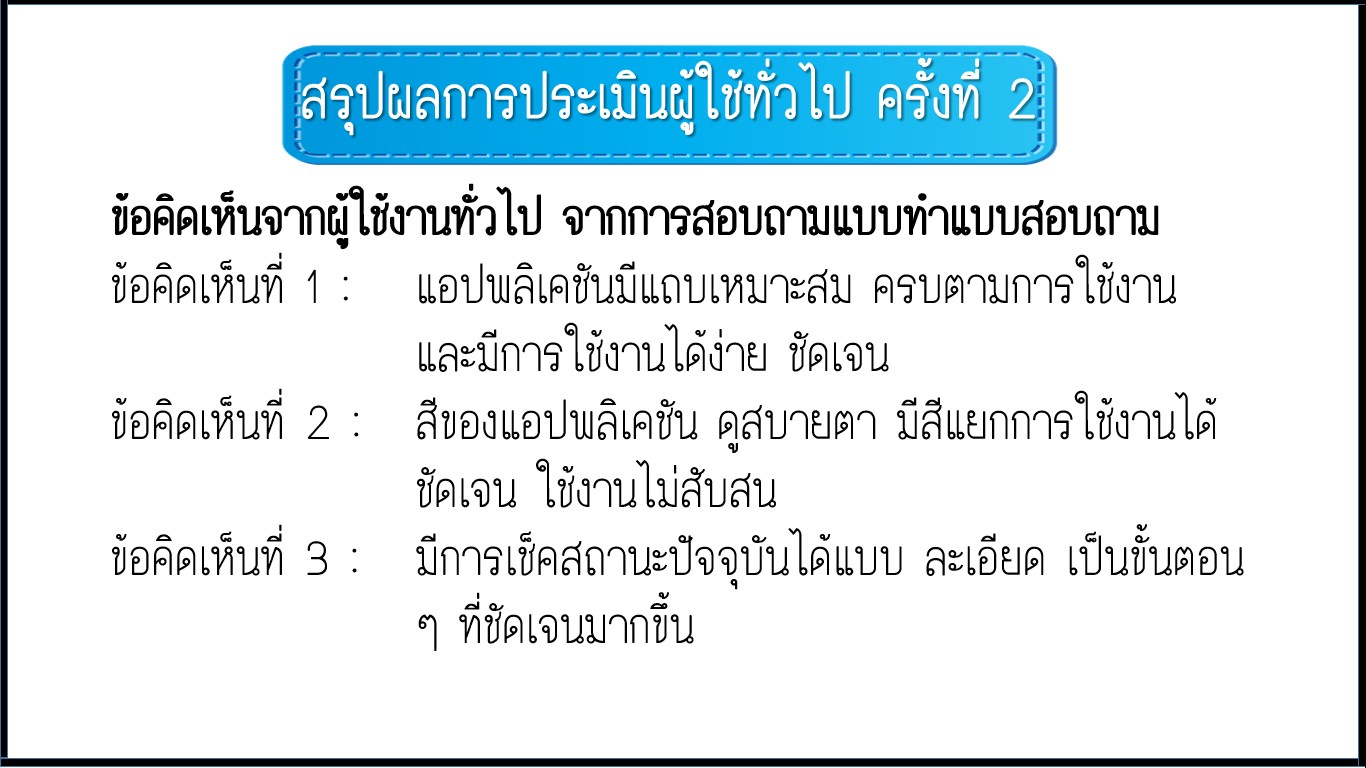 สรุปผลการประเมินผู้ใช้ทั่วไป ครั้งที่ 2
ข้อคิดเห็นจากผู้ใช้งานทั่วไป จากการสอบถามแบบทำแบบสอบถาม
ข้อคิดเห็นที่ 1 : แอปพลิเคชันมีแถบเหมาะสม ครบตามการใช้งาน
และมีการใช้งานได้ง่าย ชัดเจน
ข้อคิดเห็นที่ 2 : สีของแอปพลิเคชัน ดูสบายตา มีสีแยกการใช้งานได้
ชัดเจน ใช้งานไม่สับสน
ข้อคิดเห็นที่ 3 : มีการเช็คสถานะปัจจุบันได้แบบ ละเอียด เป็นขั้นตอน
ๆ ที่ชัดเจนมากขึ้น